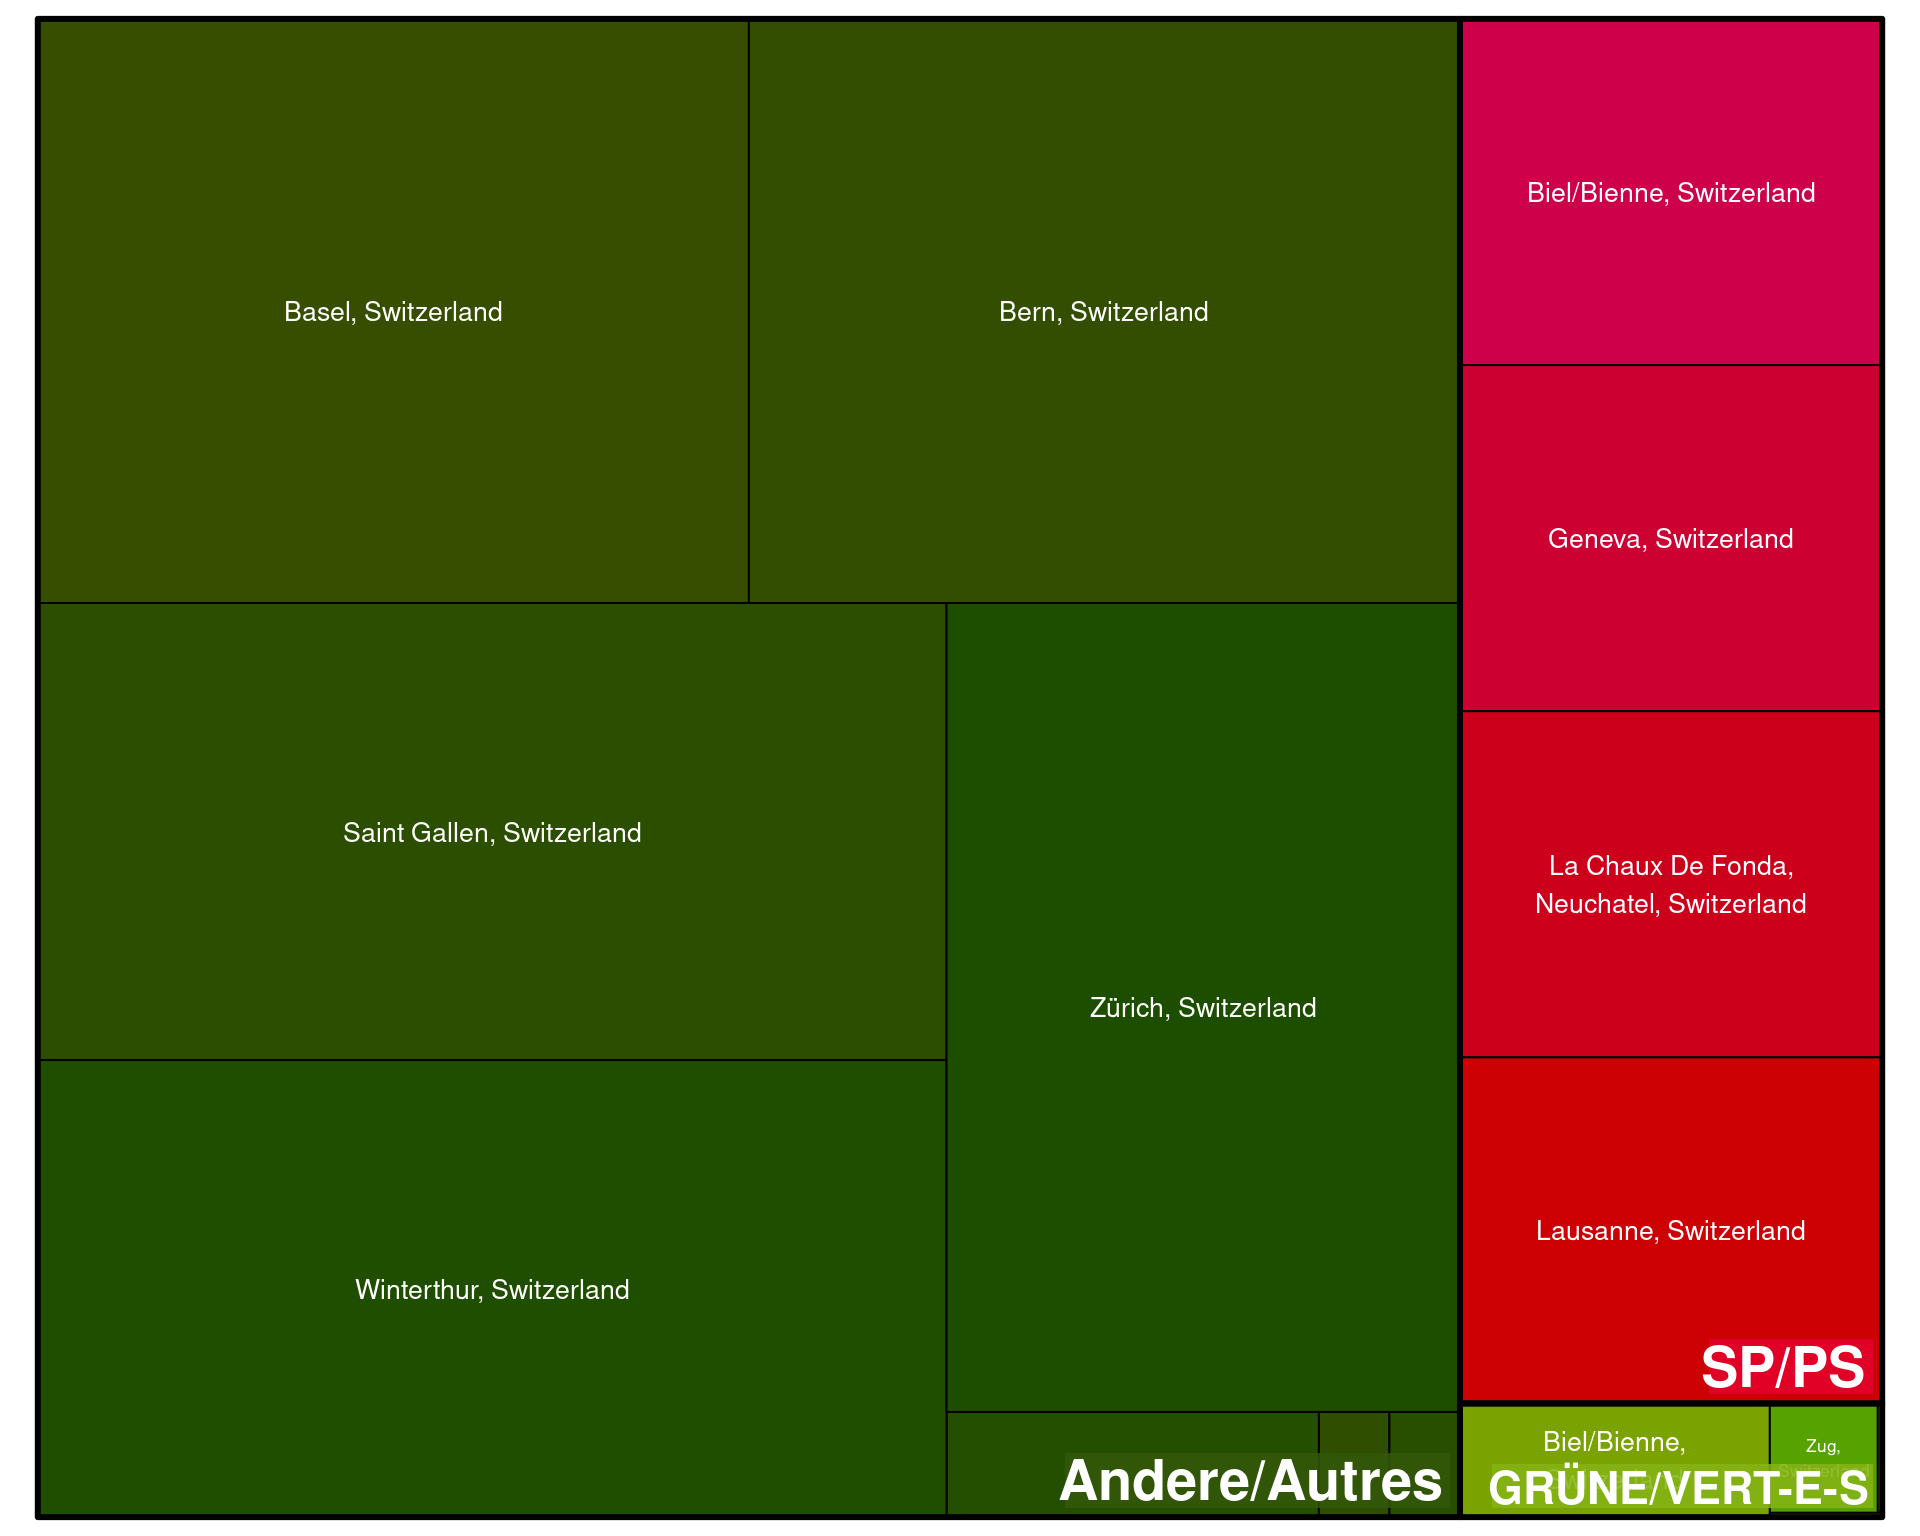 Basel, Switzerland
Bern, Switzerland
Biel/Bienne, Switzerland
Geneva, Switzerland
Saint Gallen, Switzerland
La Chaux De Fonda,
Neuchatel, Switzerland
Zürich, Switzerland
Lausanne, Switzerland
Winterthur, Switzerland
SP/PS
Biel/Bienne,
Zug,
Switzerland
Andere/Autres
GRÜNE/VERT-E-S